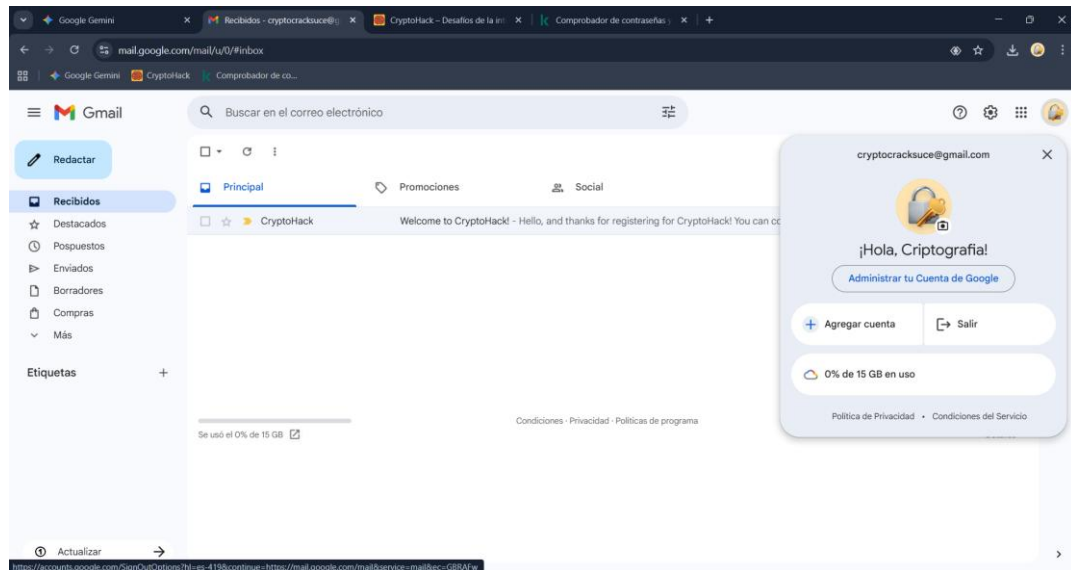 Google Gemini
Recibidos - cryptocracksuce@g
CryptoHack – Desafíos de la int
Comprobador de contraseñas y
mail.google.com/mail/u/0/#inbox
Google Gemini
CryptoHack
Comprobador de co...
Gmail
Buscar en el correo electrónico
cryptocracksuce@gmail.com
Redactar
Principal
Promociones
Social
Recibidos
CryptoHack
Welcome to CryptoHack! - Hello, and thanks for registering for CryptoHack! You can co
Destacados
Pospuestos
Enviados
Borradores
Compras
Más
Etiquetas
¡Hola, Criptografia!
Administrar tu Cuenta de Google
Agregar cuenta
Salir
0% de 15 GB en uso
Política de Privacidad • Condiciones del Servicio
Se usó el 0% de 15 GB
Condiciones · Privacidad · Políticas de programa
Actualizar
https://accounts.google.com/SignOutOptions?hl=es-419&continue=https://mail.google.com/mail&service=mail&ec=GBRAFw